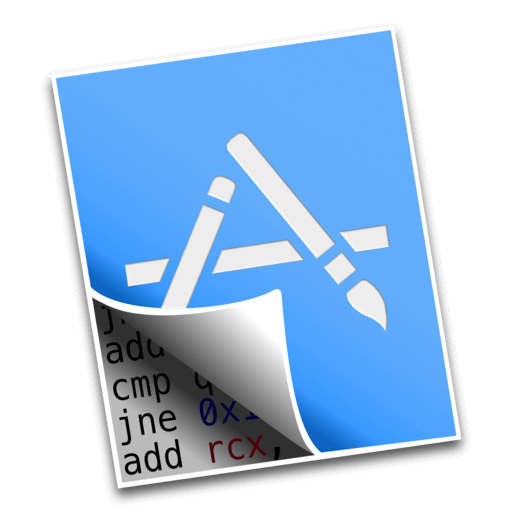 add
cmp q
jne 0x1
add rcx,